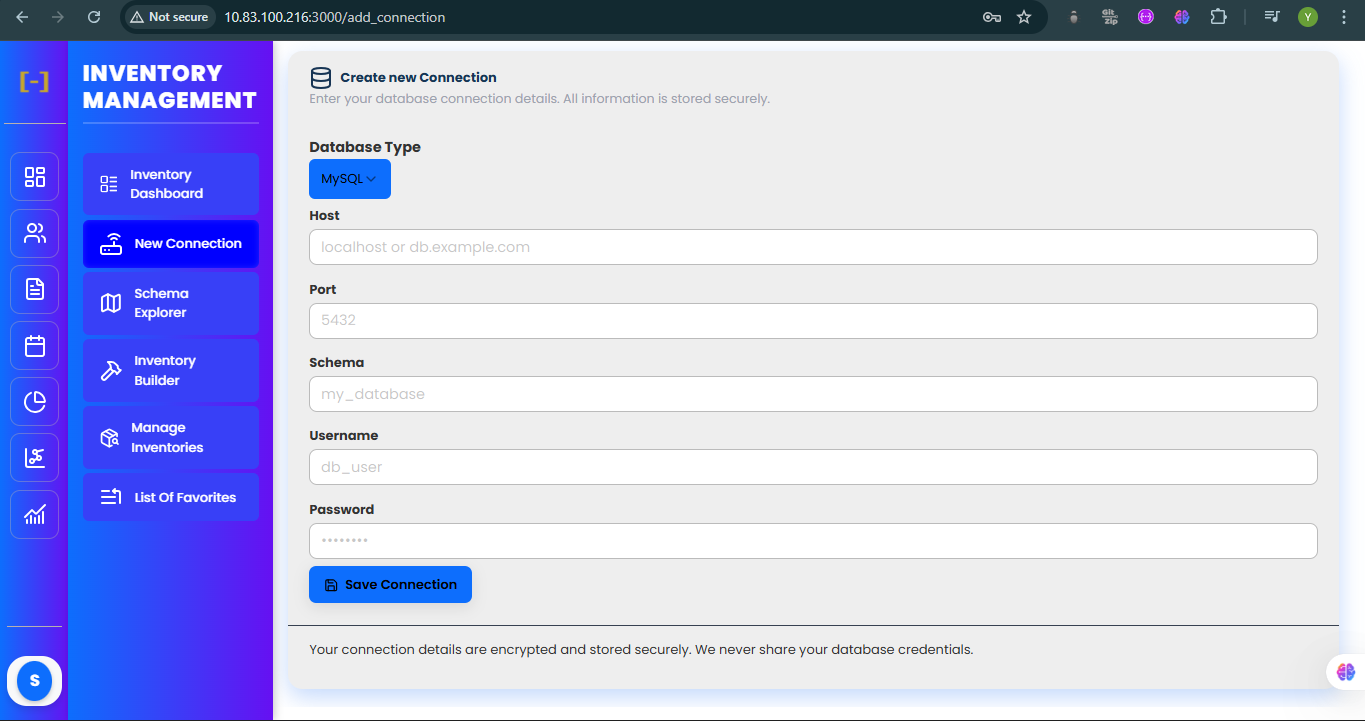 Not secure
10.83.100.216:3000/add_connection
Git
Zip
Y
[-]
INVENTORY
MANAGEMENT
Inventory
Dashboard
New Connection
Schema
Explorer
Inventory
Builder
Manage
Inventories
List Of Favorites
S
Create new Connection
Enter your database connection details. All information is stored securely.
Database Type
MySQL
Host
localhost or db.example.com
Port
5432
Schema
my_database
Username
db_user
Password
••••••••
Save Connection
Your connection details are encrypted and stored securely. We never share your database credentials.